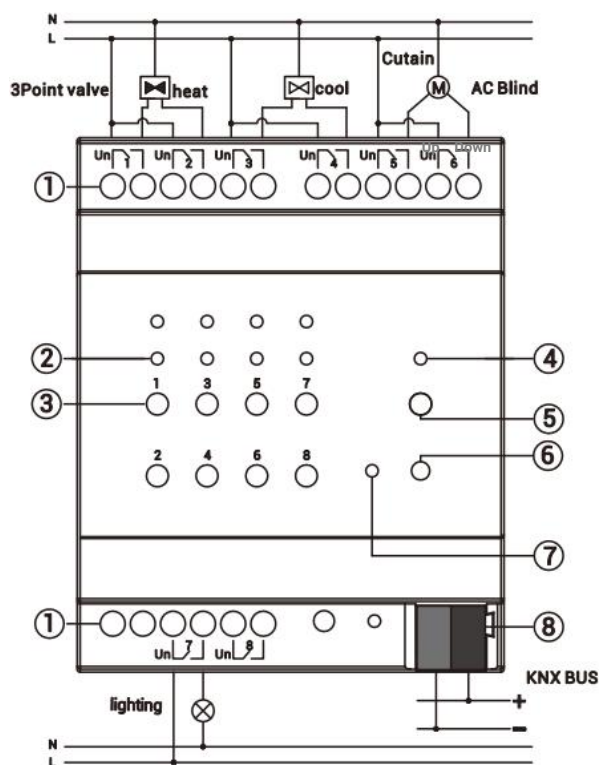 N
L
Cutain
3Point valve heat cool M AC Blind
Up Down
Un 1 Un 2 Un 3 Un 4 Un 5 Un 6
①
② ④
1 3 5 7
③ ⑤
2 4 6 8 ⑥
⑦
① ⑧
Un 7 Un 8
KNX BUS
lighting +
−
N
L